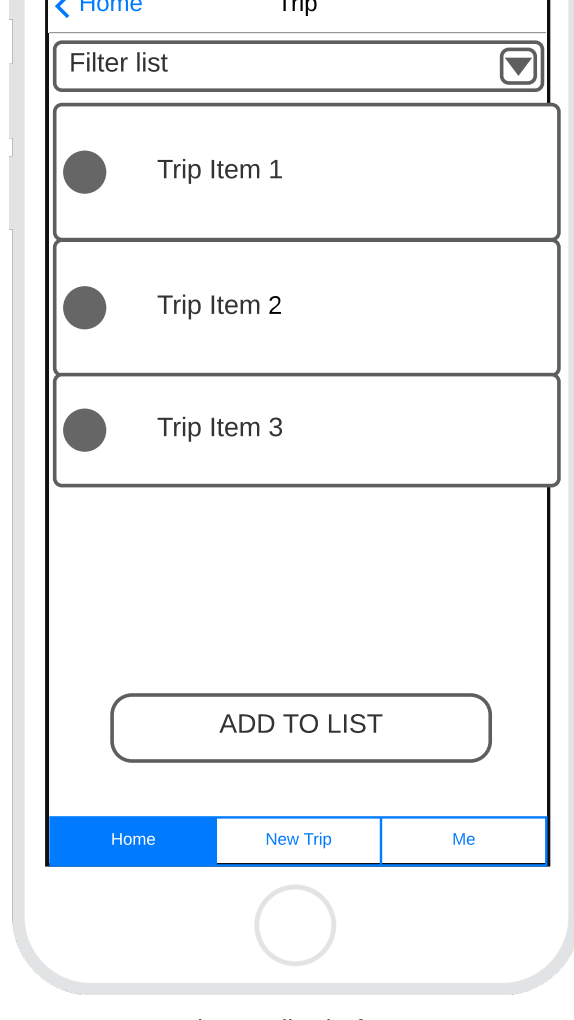 Home Trip
Filter list
Trip Item 1
Trip Item 2
Trip Item 3
ADD TO LIST
Home New Trip Me